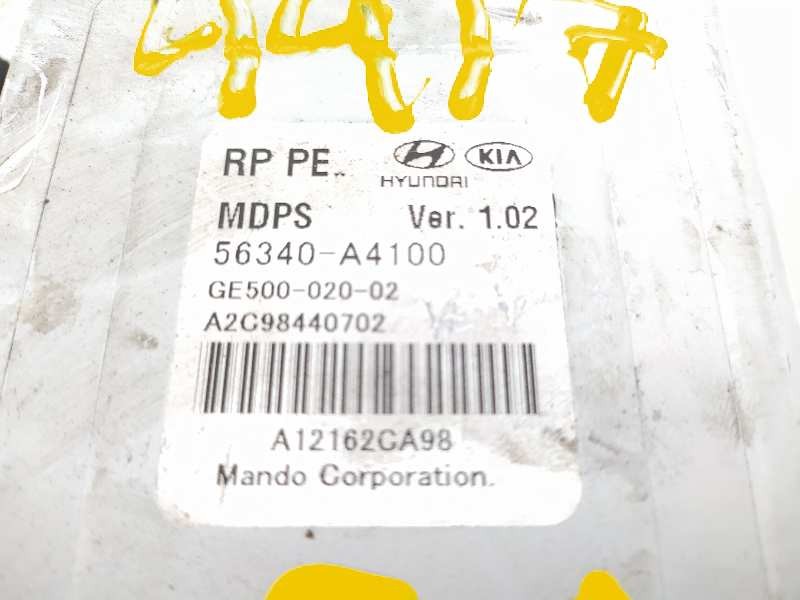 RP PE..
HYUNDAI KIA
MDPS Ver. 1.02
56340-A4100
GE500-020-02
A2C98440702
A12162CA98
Mando Corporation.